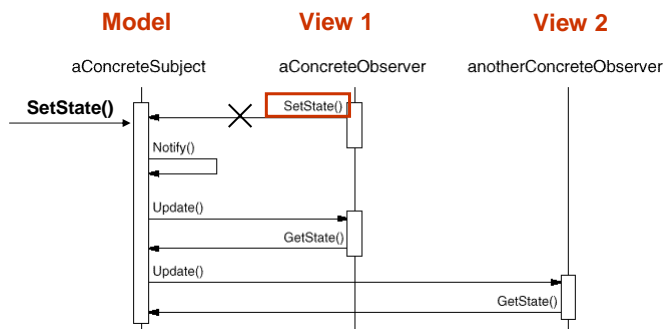 Model View 1 View 2
aConcreteSubject aConcreteObserver anotherConcreteObserver
SetState() SetState()
Notify()
Update()
GetState()
Update()
GetState()